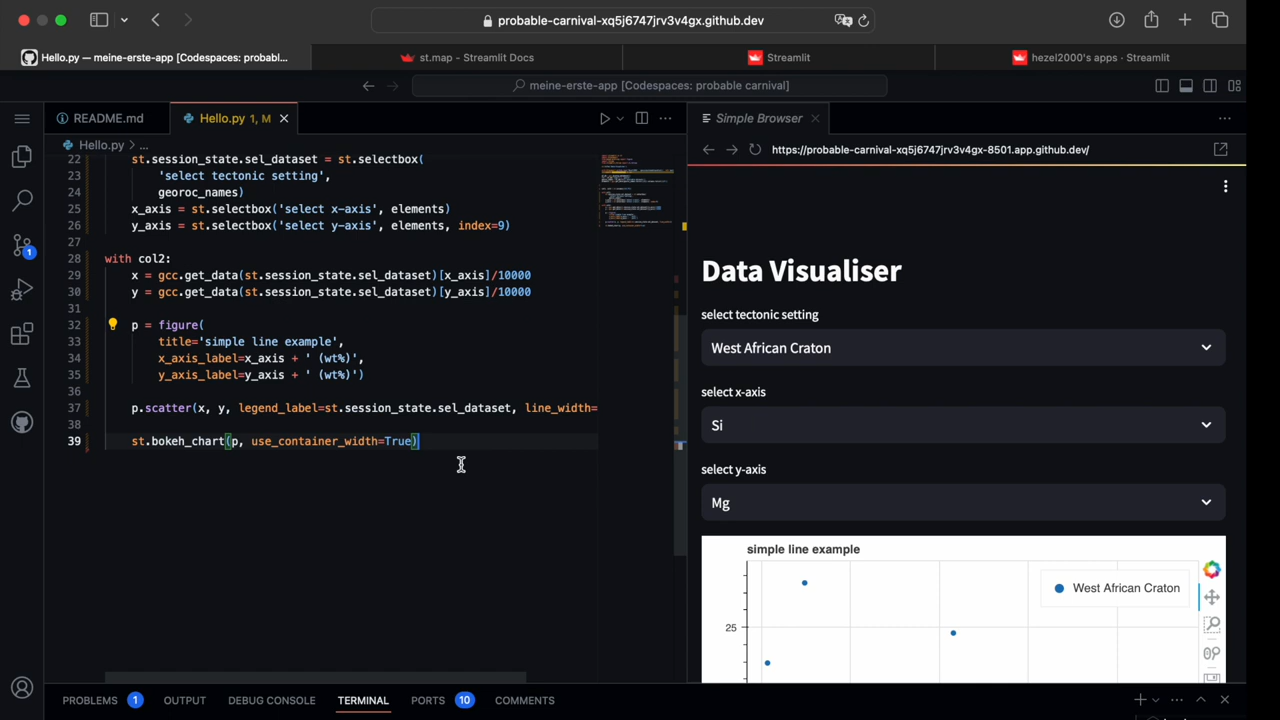 probable-carnival-xq5j6747jrv3v4gx.github.dev
Hello.py — meine-erste-app [Codespaces: probabl...
st.map - Streamlit Docs
Streamlit
hezel2000's apps · Streamlit
meine-erste-app [Codespaces: probable carnival]
README.md
Hello.py 1, M
Simple Browser
Hello.py > ...
https://probable-carnival-xq5j6747jrv3v4gx-8501.app.github.dev/
22 st.session_state.sel_dataset = st.selectbox(
23 'select tectonic setting',
24 georoc_names)
25 x_axis = st.selectbox('select x-axis', elements)
26 y_axis = st.selectbox('select y-axis', elements, index=9)
27
28 with col2:
29 x = gcc.get_data(st.session_state.sel_dataset)[x_axis]/10000
30 y = gcc.get_data(st.session_state.sel_dataset)[y_axis]/10000
31
32 p = figure(
33 title='simple line example',
34 x_axis_label=x_axis + ' (wt%)',
35 y_axis_label=y_axis + ' (wt%)')
36
37 p.scatter(x, y, legend_label=st.session_state.sel_dataset, line_width=
38
39 st.bokeh_chart(p, use_container_width=True)
1
Data Visualiser
select tectonic setting
West African Craton
select x-axis
Si
select y-axis
Mg
simple line example
West African Craton
25
PROBLEMS 1
OUTPUT
DEBUG CONSOLE
TERMINAL
PORTS 10
COMMENTS